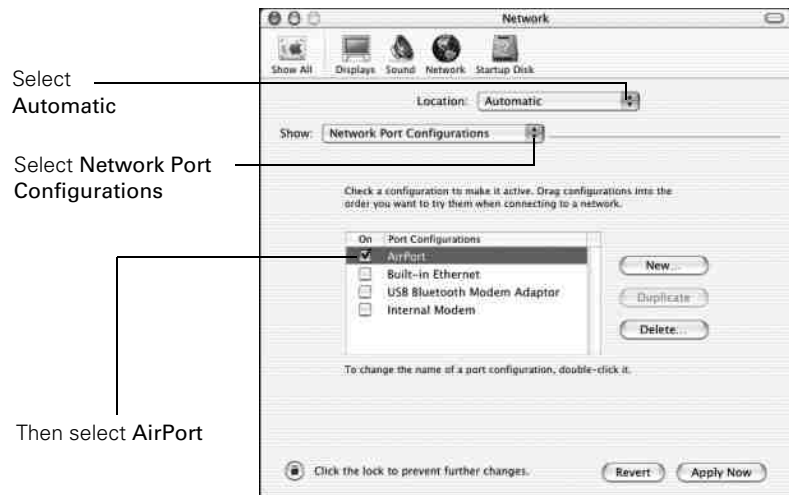 Network
Show All Displays Sound Network Startup Disk
Select
Automatic
Location: Automatic
Show: Network Port Configurations
Select Network Port
Configurations
Check a configuration to make it active. Drag configurations into the
order you want to try them when connecting to a network.
On Port Configurations
AirPort
Built-in Ethernet
USB Bluetooth Modem Adaptor
Internal Modem
New...
Duplicate
Delete...
To change the name of a port configuration, double-click it.
Then select AirPort
Click the lock to prevent further changes.
Revert Apply Now